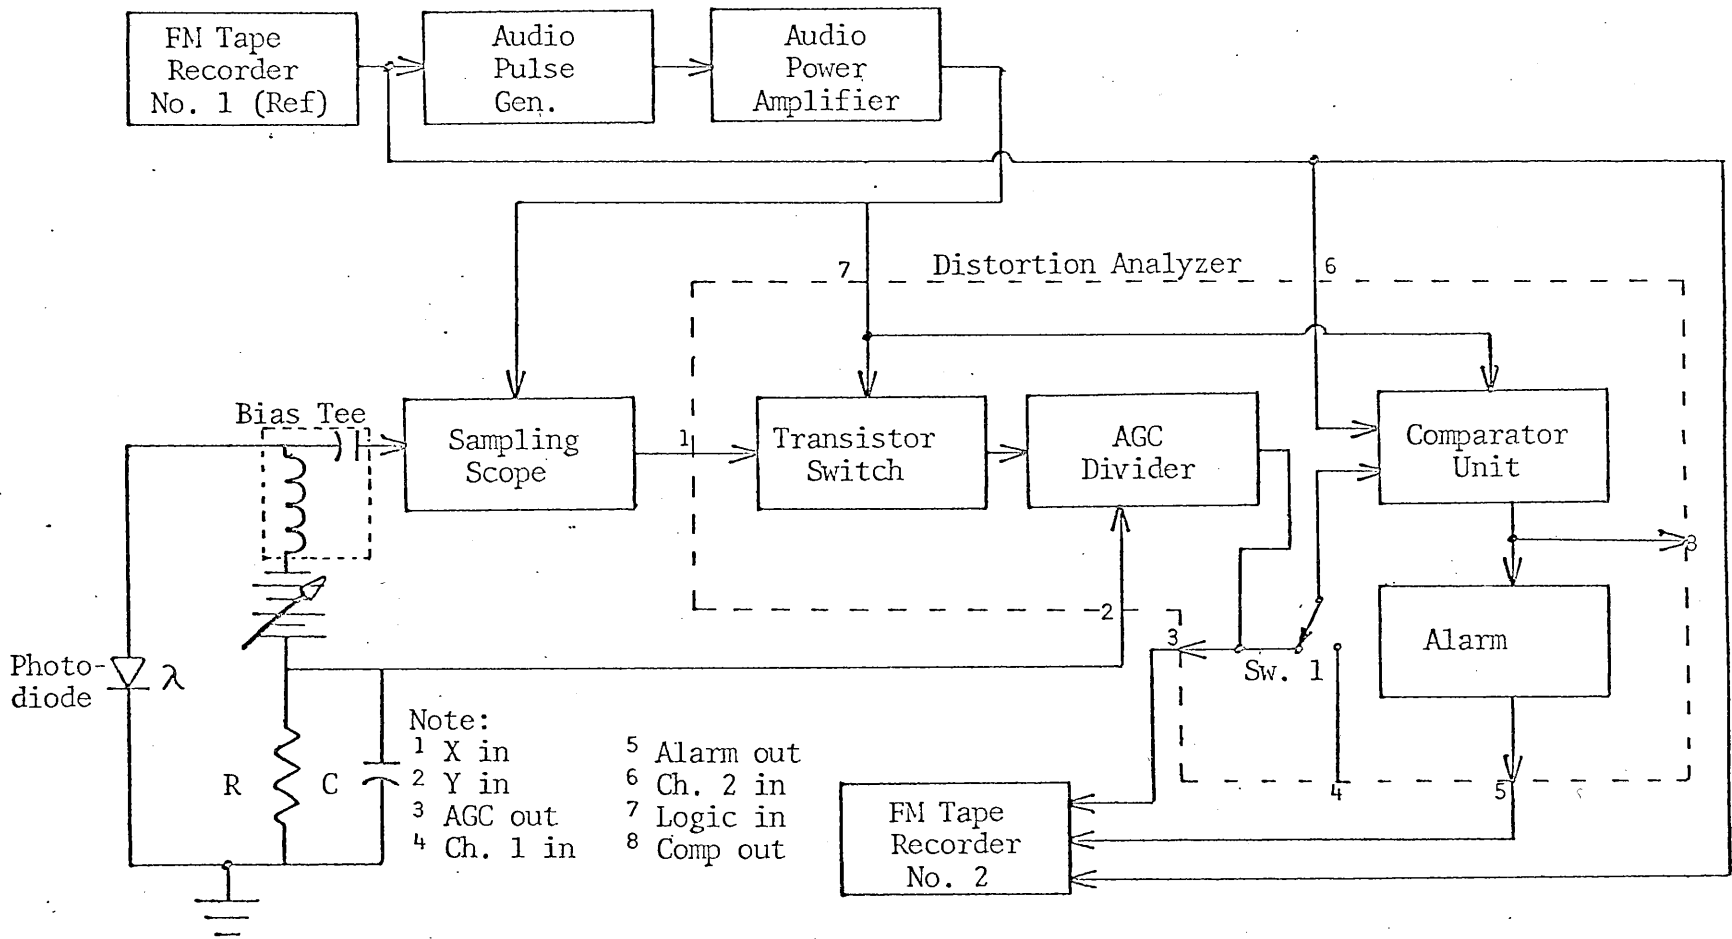 FM Tape
Recorder
No. 1 (Ref)
Audio
Pulse
Gen.
Audio
Power
Amplifier
7
Distortion Analyzer
6
Bias Tee
Sampling
Scope
1
Transistor
Switch
AGC
Divider
Comparator
Unit
8
2
3
Sw. 1
Alarm
Photo-
diode
λ
R
C
Note:
1 X in
2 Y in
3 AGC out
4 Ch. 1 in
5 Alarm out
6 Ch. 2 in
7 Logic in
8 Comp out
4
5
FM Tape
Recorder
No. 2